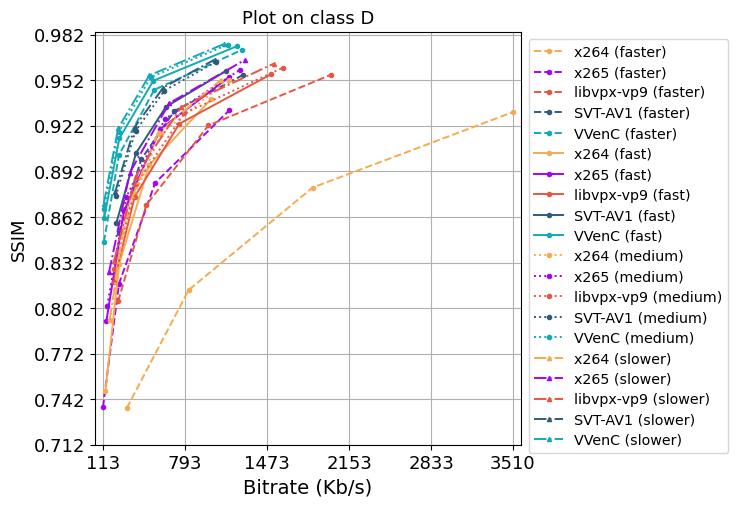 Plot on class D
SSIM
0.982
0.952
0.922
0.892
0.862
0.832
0.802
0.772
0.742
0.712
113
793
1473
2153
2833
3510
Bitrate (Kb/s)
x264 (faster)
x265 (faster)
libvpx-vp9 (faster)
SVT-AV1 (faster)
VVenC (faster)
x264 (fast)
x265 (fast)
libvpx-vp9 (fast)
SVT-AV1 (fast)
VVenC (fast)
x264 (medium)
x265 (medium)
libvpx-vp9 (medium)
SVT-AV1 (medium)
VVenC (medium)
x264 (slower)
x265 (slower)
libvpx-vp9 (slower)
SVT-AV1 (slower)
VVenC (slower)